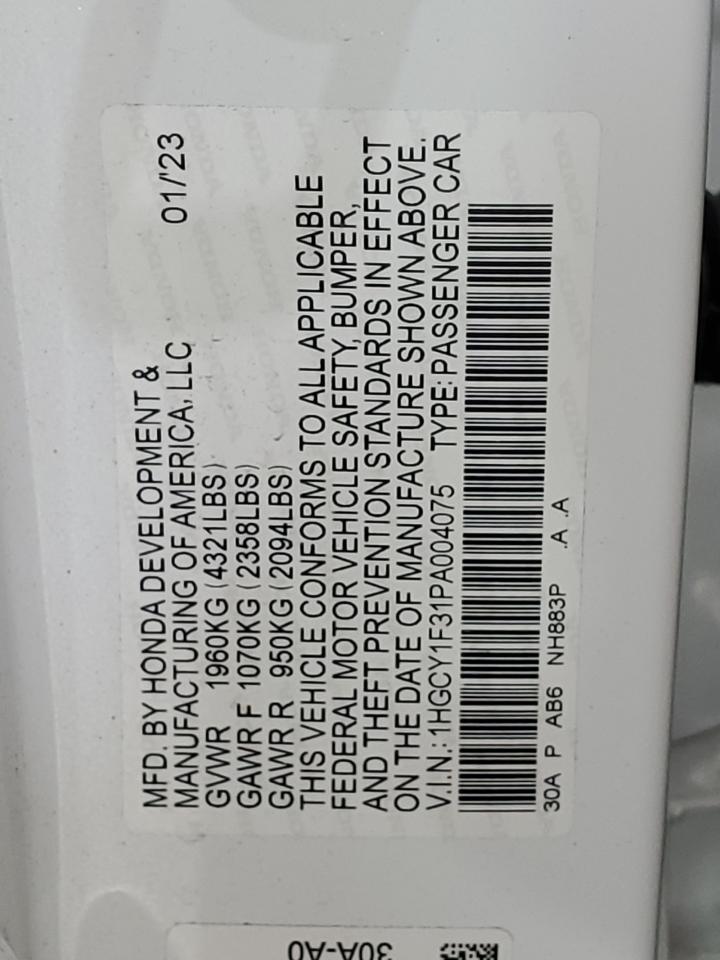 MFD. BY HONDA DEVELOPMENT &
MANUFACTURING OF AMERICA, LLC 01/'23
GVWR 1960KG (4321LBS)
GAWR F 1070KG (2358LBS)
GAWR R 950KG (2094LBS)
THIS VEHICLE CONFORMS TO ALL APPLICABLE
FEDERAL MOTOR VEHICLE SAFETY, BUMPER,
AND THEFT PREVENTION STANDARDS IN EFFECT
ON THE DATE OF MANUFACTURE SHOWN ABOVE.
V.I.N.: 1HGCY1F31PA004075 TYPE: PASSENGER CAR
30A P AB6 NH883P .A .A
30A-A0